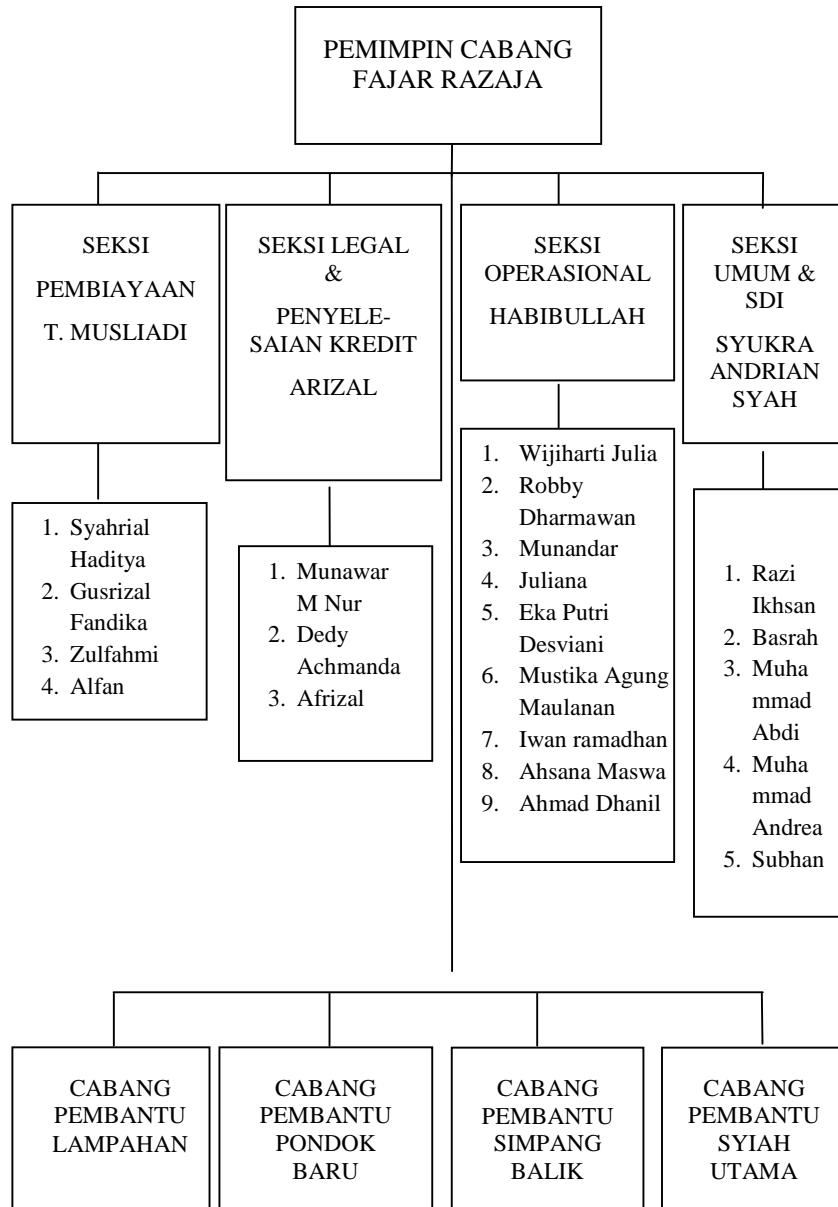 PEMIMPIN CABANG
FAJAR RAZAJA
SEKSI
PEMBIAYAAN
T. MUSLIADI
SEKSI LEGAL
&
PENYELE-
SAIAN KREDIT
ARIZAL
SEKSI
OPERASIONAL
HABIBULLAH
SEKSI
UMUM &
SDI
SYUKRA
ANDRIAN
SYAH
1. Syahrial
Haditya
2. Gusrizal
Fandika
3. Zulfahmi
4. Alfan
1. Munawar
M Nur
2. Dedy
Achmanda
3. Afrizal
1. Wijiharti Julia
2. Robby
Dharmawan
3. Munandar
4. Juliana
5. Eka Putri
Desviani
6. Mustika Agung
Maulanan
7. Iwan ramadhan
8. Ahsana Maswa
9. Ahmad Dhanil
1. Razi
Ikhsan
2. Basrah
3. Muha
mmad
Abdi
4. Muha
mmad
Andrea
5. Subhan
CABANG
PEMBANTU
LAMPAHAN
CABANG
PEMBANTU
PONDOK
BARU
CABANG
PEMBANTU
SIMPANG
BALIK
CABANG
PEMBANTU
SYIAH
UTAMA